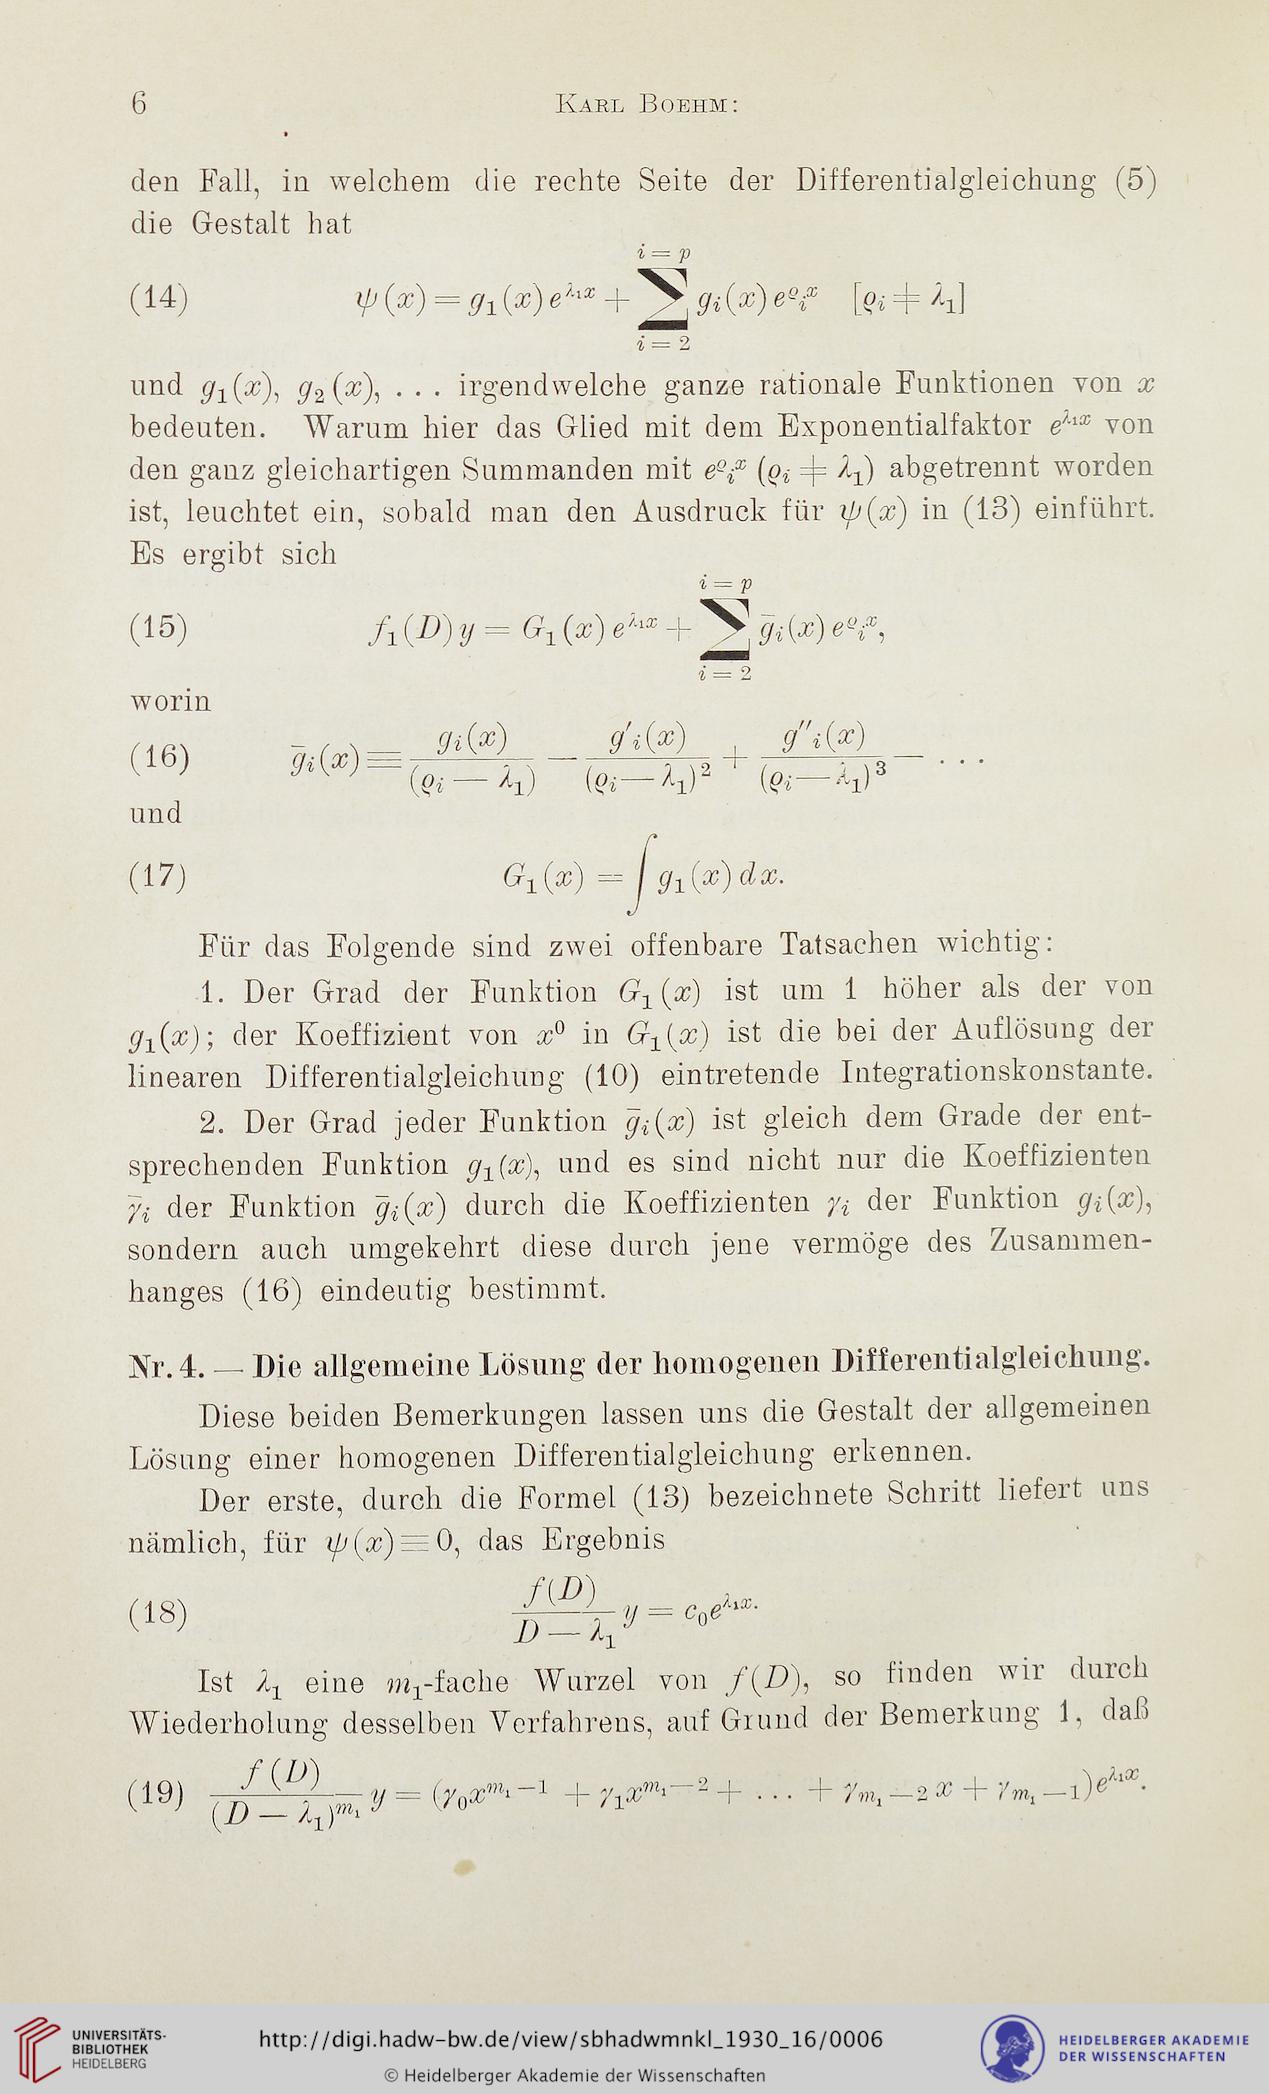 6
Karl Boehm:
den Fall, in welchem die rechte Seite der Differentialgleichung (5)
die Gestalt hat
i = p
(14) ψ(x) = g₁(x) e^{λ₁x} + ∑ gᵢ(x) e^{ϱᵢx} [ϱᵢ ≠ λ₁]
i = 2
und g₁(x), g₂(x), . . . irgendwelche ganze rationale Funktionen von x
bedeuten. Warum hier das Glied mit dem Exponentialfaktor e^{λ₁x} von
den ganz gleichartigen Summanden mit e^{ϱᵢx} (ϱᵢ ≠ λ₁) abgetrennt worden
ist, leuchtet ein, sobald man den Ausdruck für ψ(x) in (13) einführt.
Es ergibt sich
i = p
(15) f₁(D) y = G₁(x) e^{λ₁x} + ∑ ḡᵢ(x) e^{ϱᵢx},
i = 2
worin
(16) ḡᵢ(x) ≡ gᵢ(x)/(ϱᵢ — λ₁) — g′ᵢ(x)/(ϱᵢ — λ₁)² + g″ᵢ(x)/(ϱᵢ — λ₁)³ — . . .
und
(17) G₁(x) = ∫ g₁(x) dx.
Für das Folgende sind zwei offenbare Tatsachen wichtig:
1. Der Grad der Funktion G₁(x) ist um 1 höher als der von
g₁(x); der Koeffizient von x⁰ in G₁(x) ist die bei der Auflösung der
linearen Differentialgleichung (10) eintretende Integrationskonstante.
2. Der Grad jeder Funktion ḡᵢ(x) ist gleich dem Grade der ent-
sprechenden Funktion g₁(x), und es sind nicht nur die Koeffizienten
γ̄ᵢ der Funktion ḡᵢ(x) durch die Koeffizienten γᵢ der Funktion gᵢ(x),
sondern auch umgekehrt diese durch jene vermöge des Zusammen-
hanges (16) eindeutig bestimmt.
Nr. 4. — Die allgemeine Lösung der homogenen Differentialgleichung.
Diese beiden Bemerkungen lassen uns die Gestalt der allgemeinen
Lösung einer homogenen Differentialgleichung erkennen.
Der erste, durch die Formel (13) bezeichnete Schritt liefert uns
nämlich, für ψ(x) ≡ 0, das Ergebnis
(18) f(D)/(D — λ₁) y = c₀e^{λ₁x}.
Ist λ₁ eine m₁-fache Wurzel von f(D), so finden wir durch
Wiederholung desselben Verfahrens, auf Grund der Bemerkung 1, daß
(19) f(D)/(D — λ₁)^{m₁} y = (γ₀x^{m₁—1} + γ₁x^{m₁—2} + . . . + γ_{m₁—2} x + γ_{m₁—1})e^{λ₁x}.
UNIVERSITÄTS-
BIBLIOTHEK
HEIDELBERG
http://digi.hadw-bw.de/view/sbhadwmnkl_1930_16/0006
© Heidelberger Akademie der Wissenschaften
HEIDELBERGER AKADEMIE
DER WISSENSCHAFTEN